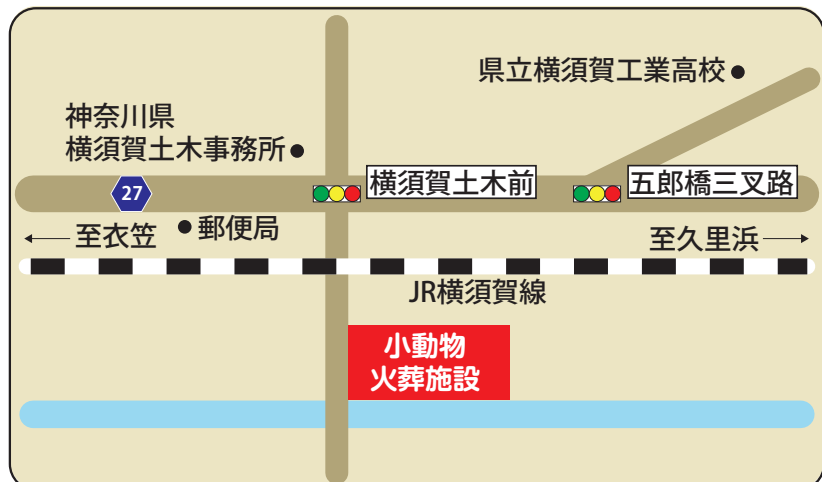 県立横須賀工業高校
神奈川県
横須賀土木事務所
27
横須賀土木前
五郎橋三叉路
至衣笠
郵便局
至久里浜
JR横須賀線
小動物
火葬施設